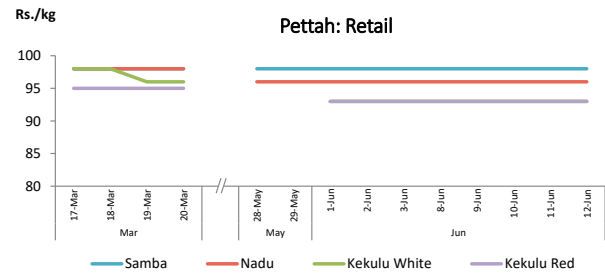 Rs./kg
Pettah: Retail
100
95
90
85
80
17-Mar 18-Mar 19-Mar 20-Mar // 28-May 29-May 1-Jun 2-Jun 3-Jun 8-Jun 9-Jun 10-Jun 11-Jun 12-Jun
Mar May Jun
Samba Nadu Kekulu White Kekulu Red